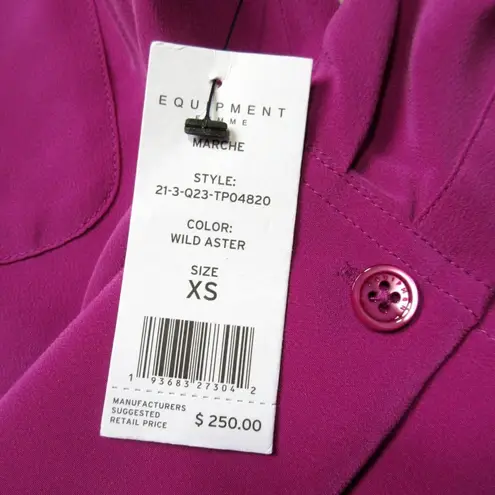 EQUIPMENT
FEMME
MARCHE
STYLE:
21-3-Q23-TP04820
COLOR:
WILD ASTER
SIZE
XS
1 93683 27304 2
MANUFACTURERS
SUGGESTED
RETAIL PRICE
$ 250.00